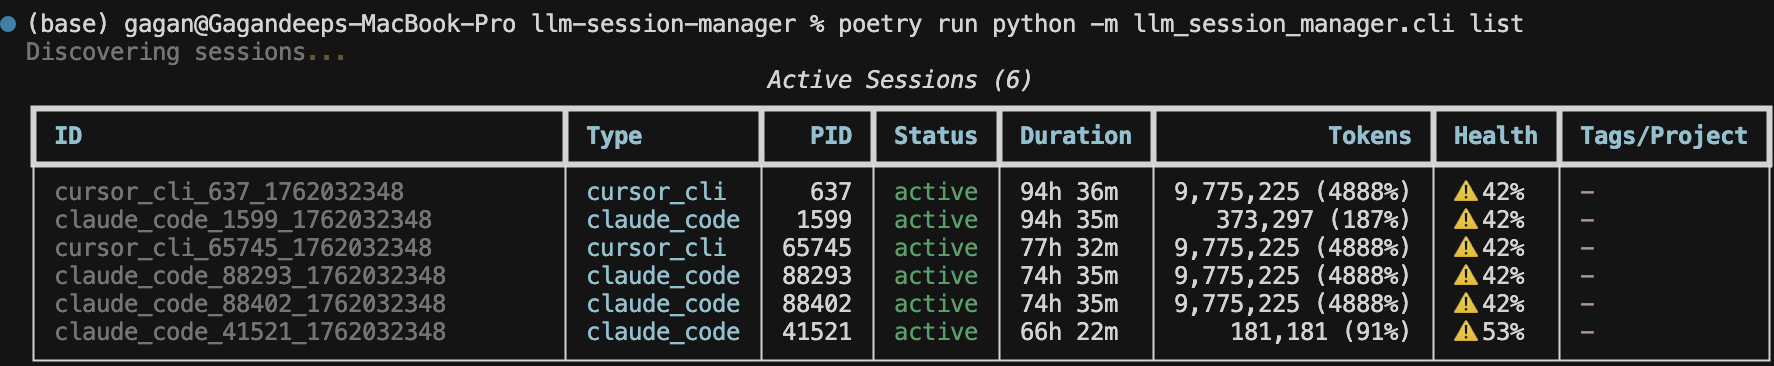 (base) gagan@Gagandeeps-MacBook-Pro llm-session-manager % poetry run python -m llm_session_manager.cli list
Discovering sessions...
Active Sessions (6)
ID Type PID Status Duration Tokens Health Tags/Project
cursor_cli_637_1762032348 cursor_cli 637 active 94h 36m 9,775,225 (4888%) ⚠️ 42% –
claude_code_1599_1762032348 claude_code 1599 active 94h 35m 373,297 (187%) ⚠️ 42% –
cursor_cli_65745_1762032348 cursor_cli 65745 active 77h 32m 9,775,225 (4888%) ⚠️ 42% –
claude_code_88293_1762032348 claude_code 88293 active 74h 35m 9,775,225 (4888%) ⚠️ 42% –
claude_code_88402_1762032348 claude_code 88402 active 74h 35m 9,775,225 (4888%) ⚠️ 42% –
claude_code_41521_1762032348 claude_code 41521 active 66h 22m 181,181 (91%) ⚠️ 53% –